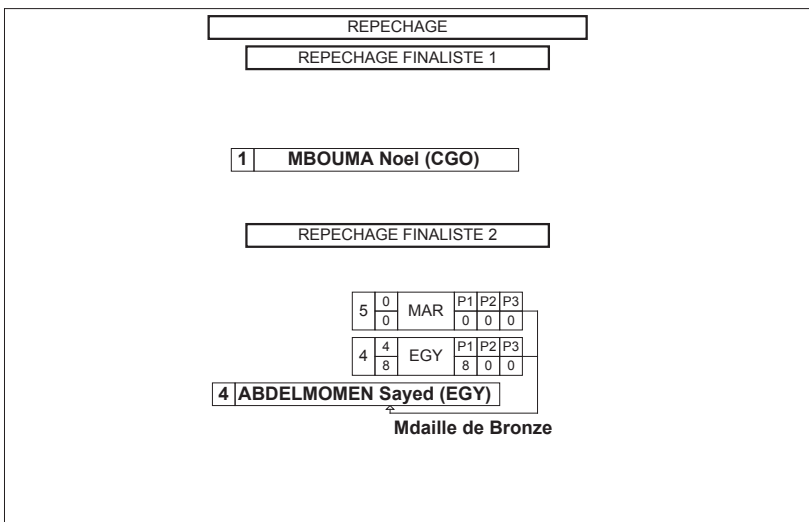 REPECHAGE
REPECHAGE FINALISTE 1
1 MBOUMA Noel (CGO)
REPECHAGE FINALISTE 2
5 0 MAR P1 P2 P3
0 0 0 0
4 4 EGY P1 P2 P3
8 8 0 0
4 ABDELMOMEN Sayed (EGY)
Mdaille de Bronze